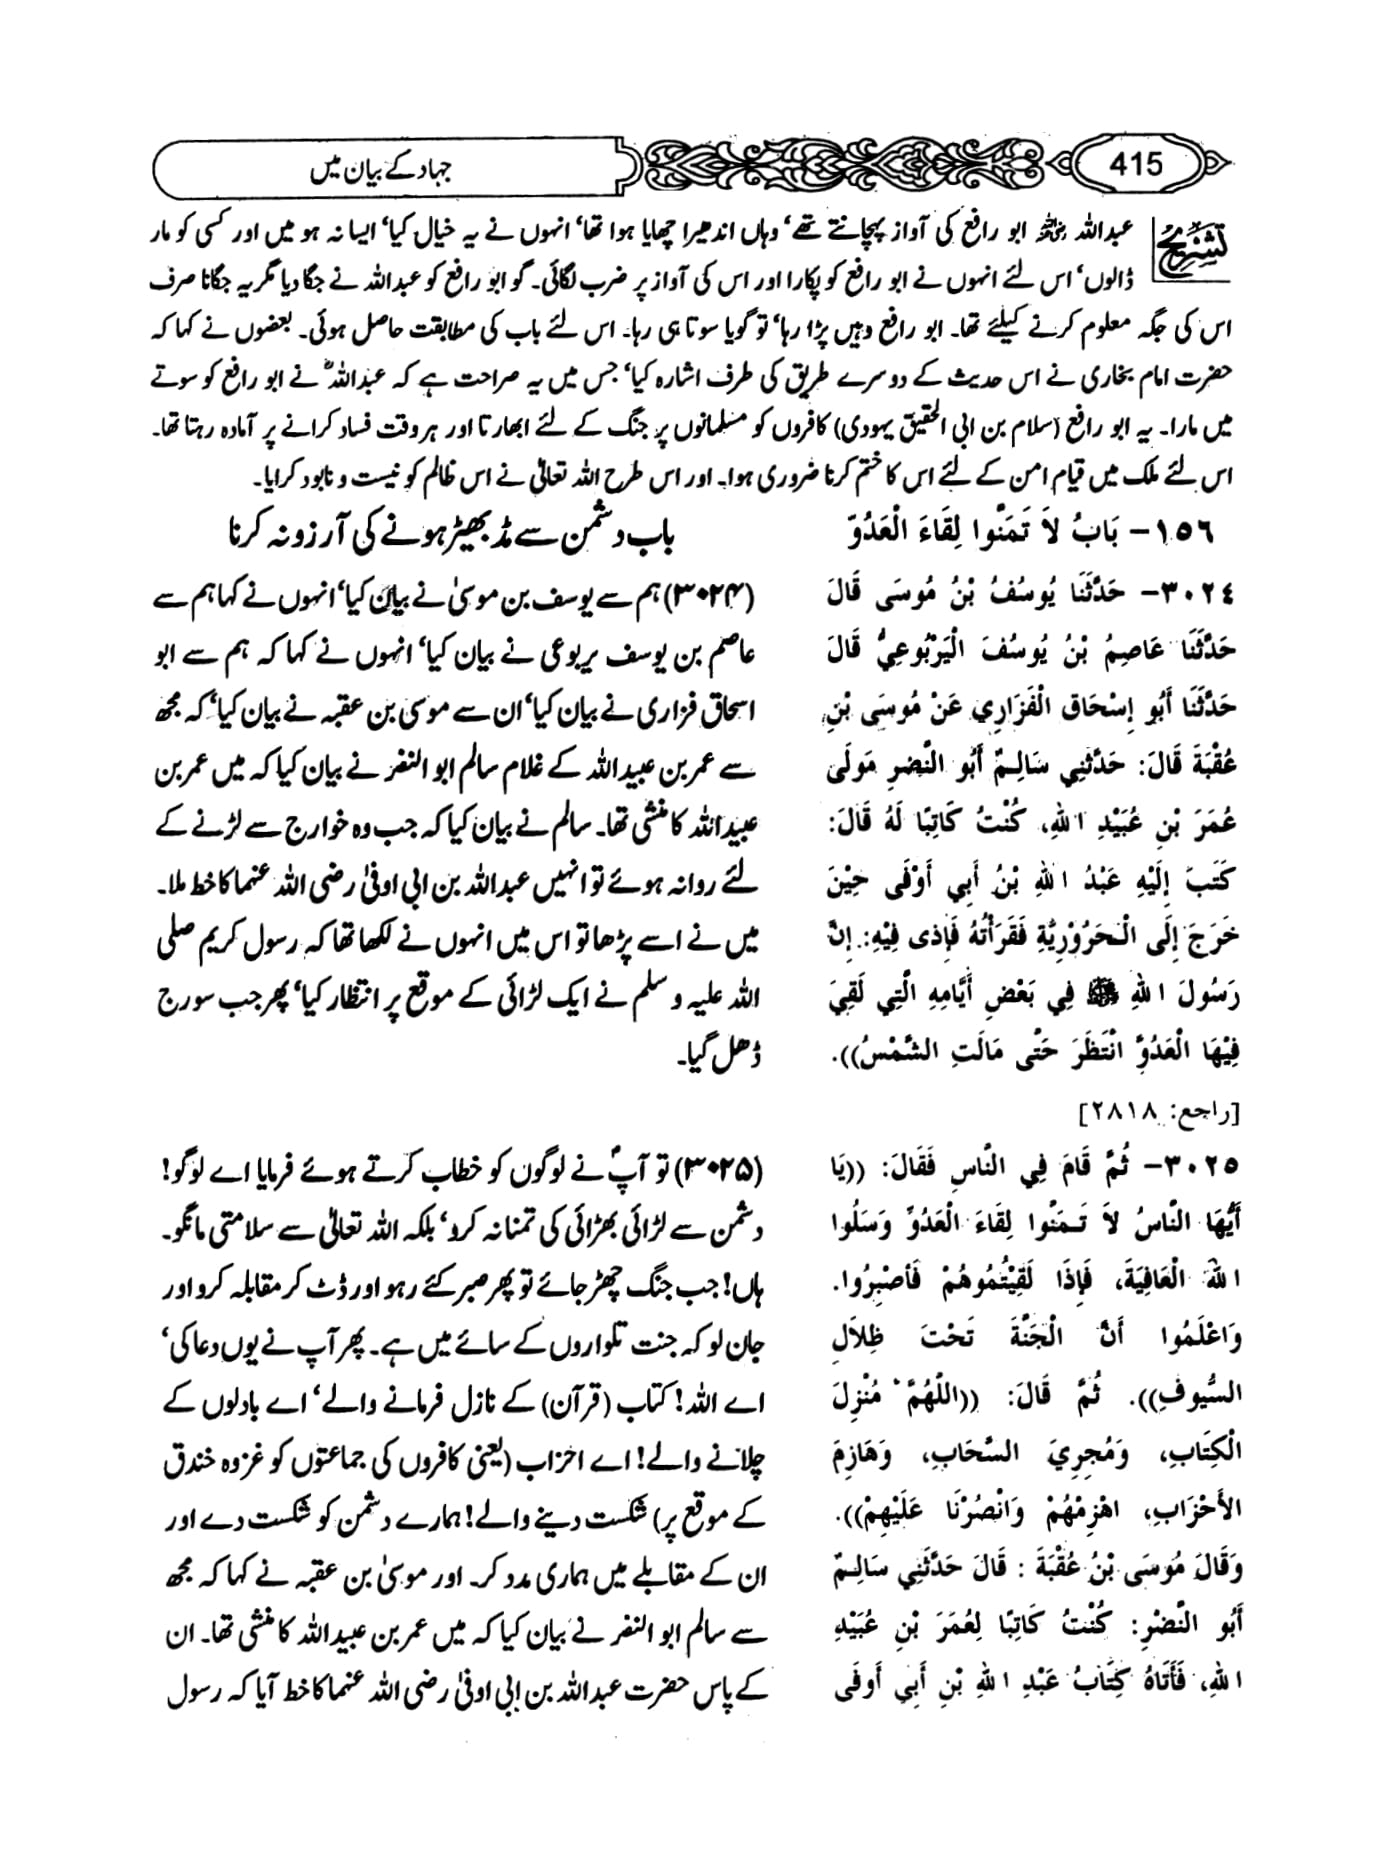 415
جہاد کے بیان میں
تشریح
عبداللہ رضی اللہ عنہ ابو رافع کی آواز پہچانتے تھے‘ وہاں اندھیرا چھایا ہوا تھا‘ انہوں نے یہ خیال کیا‘ ایسا نہ ہو میں اور کسی کو مار
ڈالوں‘ اس لئے انہوں نے ابو رافع کو پکارا اور اس کی آواز پر ضرب لگائی۔ گو ابو رافع کو عبداللہ نے جگا دیا مگر یہ جگانا صرف
اس کی جگہ معلوم کرنے کیلئے تھا۔ ابو رافع وہیں پڑا رہا‘ تو گویا سوتا ہی رہا۔ اس لئے باب کی مطابقت حاصل ہوئی۔ بعضوں نے کہا کہ
حضرت امام بخاری نے اس حدیث کے دوسرے طریق کی طرف اشارہ کیا‘ جس میں یہ صراحت ہے کہ عبداللہؓ نے ابو رافع کو سوتے
میں مارا۔ یہ ابو رافع (سلام بن ابی الحقیق یہودی) کافروں کو مسلمانوں پر جنگ کے لئے ابھارتا اور ہر وقت فساد کرانے پر آمادہ رہتا تھا۔
اس لئے ملک میں قیام امن کے لئے اس کا ختم کرنا ضروری ہوا۔ اور اس طرح اللہ تعالیٰ نے اس ظالم کو نیست و نابود کرایا۔
١٥٦- بَابُ لاَ تَمَنَّوا لِقَاءَ الْعَدُوِّ
٣٠٢٤- حَدَّثَنَا يُوسُفُ بْنُ مُوسَى قَالَ
حَدَّثَنَا عَاصِمُ بْنُ يُوسُفَ الْيَرْبُوعِيُّ قَالَ
حَدَّثَنَا أَبُو إِسْحَاق الْفَزَارِي عَنْ مُوسَى بْنِ
عُقْبَةَ قَالَ: حَدَّثَنِي سَالِمٌ أَبُو النَّضرِ مَولَى
عُمَرَ بْنِ عُبَيْدِ اللهِ، كُنْتُ كَاتِبًا لَهُ قَالَ:
كَتَبَ إِلَيْهِ عَبْدُ اللهِ بْنُ أَبِي أَوْفَى حِيْنَ
خَرَجَ إِلَى الْحَرُوْرِيَّةِ فَقَرَأْتُهُ فَإِذى فِيْهِ: إِنَّ
رَسُولَ اللهِ ﷺ فِي بَعْضِ أَيَّامِهِ الَّتِي لَقِيَ
فِيْهَا الْعَدُوَّ انْتَظَرَ حَتَّى مَالَتِ الشَّمْسُ)).
[راجع: ٢٨١٨]
٣٠٢٥- ثُمَّ قَامَ فِي النَّاسِ فَقَالَ: ((يَا
أَيُّهَا النَّاسُ لاَ تَمَنَّوا لِقَاءَ الْعَدُوِّ وَسَلُوا
اللهَ الْعَافِيَةَ، فَإِذَا لَقِيْتُمُوهُمْ فَاصْبِرُوا.
وَاعْلَمُوا أَنَّ الْجَنَّةَ تَحْتَ ظِلاَلِ
السُّيوفِ)). ثُمَّ قَالَ: ((اللَّهُمَّ مُنْزِلَ
الْكِتَابِ، وَمُجرِيَ السَّحَابِ، وَهَازِمَ
الأَحْزَابِ، اهْزِمْهُمْ وَانْصُرْنَا عَلَيْهِمْ)).
وَقَالَ مُوسَى بْنُ عُقْبَةَ : قَالَ حَدَّثَنِي سَالِمٌ
أَبُو النَّضْرِ: كُنْتُ كَاتِبًا لِعُمَرَ بْنِ عُبَيْدِ
اللهِ، فَأَتَاهُ كِتَابُ عَبْدِ اللهِ بْنِ أَبِي أَوفَى
باب دشمن سے مڈبھیڑ ہونے کی آرزو نہ کرنا
(۳۰۲۴) ہم سے یوسف بن موسیٰ نے بیان کیا‘ انہوں نے کہا ہم سے
عاصم بن یوسف یربوعی نے بیان کیا‘ انہوں نے کہا کہ ہم سے ابو
اسحاق فزاری نے بیان کیا‘ ان سے موسیٰ بن عقبہ نے بیان کیا‘ کہ مجھ
سے عمر بن عبیداللہ کے غلام سالم ابو النضر نے بیان کیا کہ میں عمر بن
عبیداللہ کا منشی تھا۔ سالم نے بیان کیا کہ جب وہ خوارج سے لڑنے کے
لئے روانہ ہوئے تو انہیں عبداللہ بن ابی اوفیٰ رضی اللہ عنہما کا خط ملا۔
میں نے اسے پڑھا تو اس میں انہوں نے لکھا تھا کہ رسول کریم صلی
اللہ علیہ و سلم نے ایک لڑائی کے موقع پر انتظار کیا‘ پھر جب سورج
ڈھل گیا۔
(۳۰۲۵) تو آپؐ نے لوگوں کو خطاب کرتے ہوئے فرمایا اے لوگو!
دشمن سے لڑائی بھڑائی کی تمنا نہ کرو‘ بلکہ اللہ تعالیٰ سے سلامتی مانگو۔
ہاں! جب جنگ چھڑ جائے تو پھر صبر کئے رہو اور ڈٹ کر مقابلہ کرو اور
جان لو کہ جنت تلواروں کے سائے میں ہے۔ پھر آپ نے یوں دعا کی‘
اے اللہ! کتاب (قرآن) کے نازل فرمانے والے‘ اے بادلوں کے
چلانے والے! اے احزاب (یعنی کافروں کی جماعتوں کو غزوہ خندق
کے موقع پر) شکست دینے والے! ہمارے دشمن کو شکست دے اور
ان کے مقابلے میں ہماری مدد کر۔ اور موسیٰ بن عقبہ نے کہا کہ مجھ
سے سالم ابو النضر نے بیان کیا کہ میں عمر بن عبیداللہ کا منشی تھا۔ ان
کے پاس حضرت عبداللہ بن ابی اوفیٰ رضی اللہ عنہما کا خط آیا کہ رسول